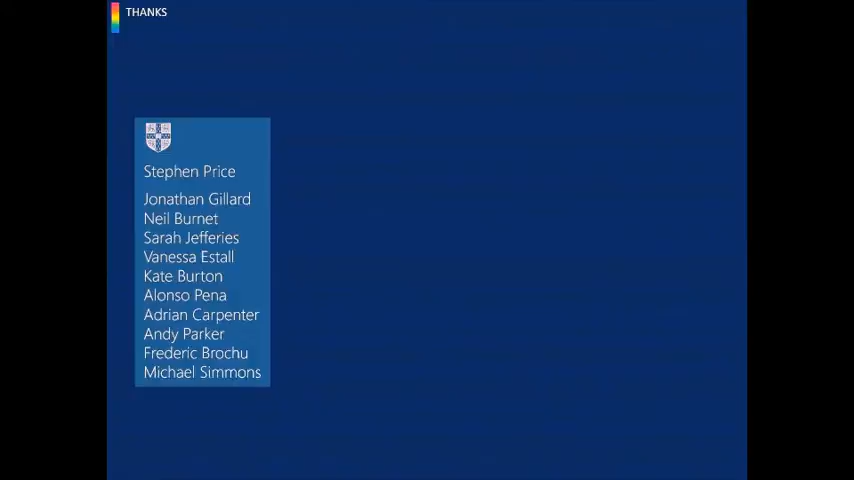 THANKS
Stephen Price
Jonathan Gillard
Neil Burnet
Sarah Jefferies
Vanessa Estall
Kate Burton
Alonso Pena
Adrian Carpenter
Andy Parker
Frederic Brochu
Michael Simmons